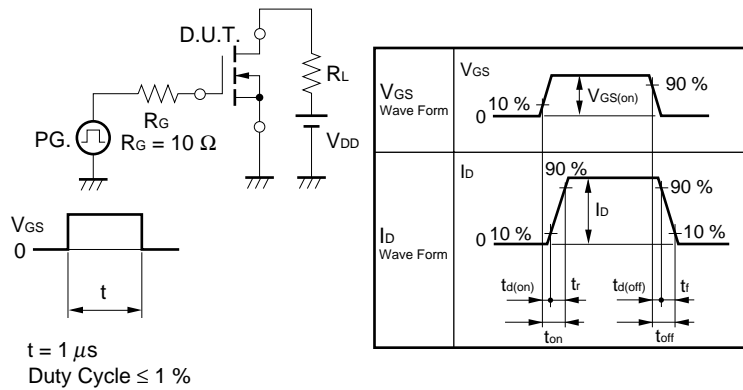 D.U.T.
RL
RG
PG.
RG = 10 Ω
VDD
VGS
0
t
t = 1 μs
Duty Cycle ≤ 1 %
VGS
Wave Form
VGS
0
10 %
VGS(on)
90 %
ID
Wave Form
ID
90 %
90 %
ID
0
10 %
10 %
td(on)
tr
td(off)
tf
ton
toff